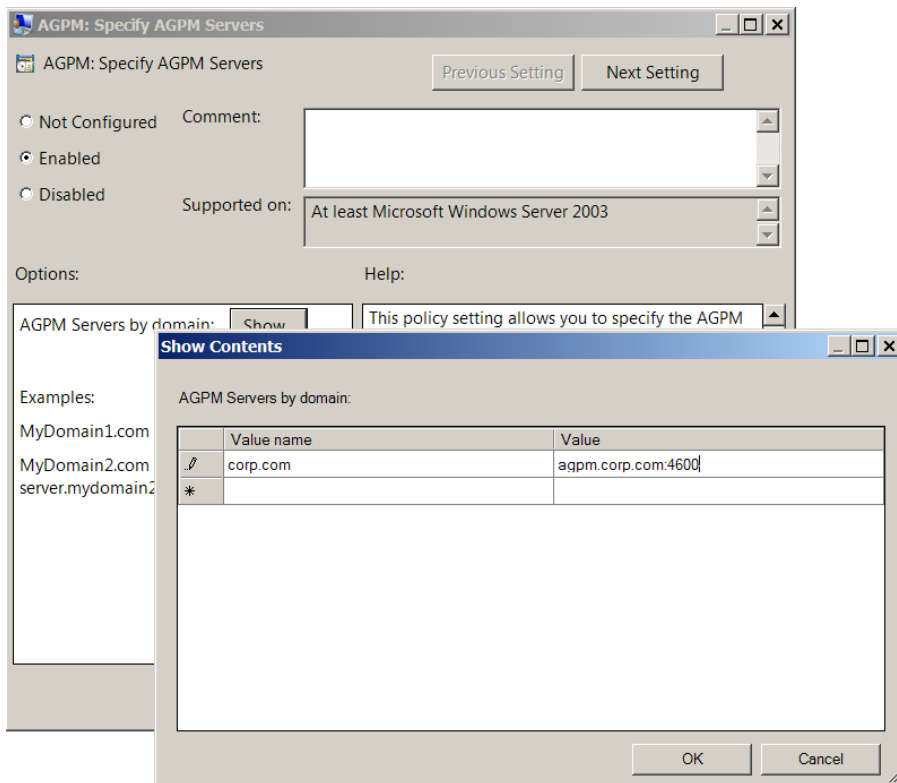 AGPM: Specify AGPM Servers
AGPM: Specify AGPM Servers
Previous Setting
Next Setting
Not Configured
Comment:
Enabled
Disabled
Supported on:
At least Microsoft Windows Server 2003
Options:
Help:
AGPM Servers by domain:
Show...
This policy setting allows you to specify the AGPM
Examples:
MyDomain1.com
MyDomain2.com
server.mydomain2
Show Contents
AGPM Servers by domain:
Value name
Value
corp.com
agpm.corp.com:4600
OK
Cancel